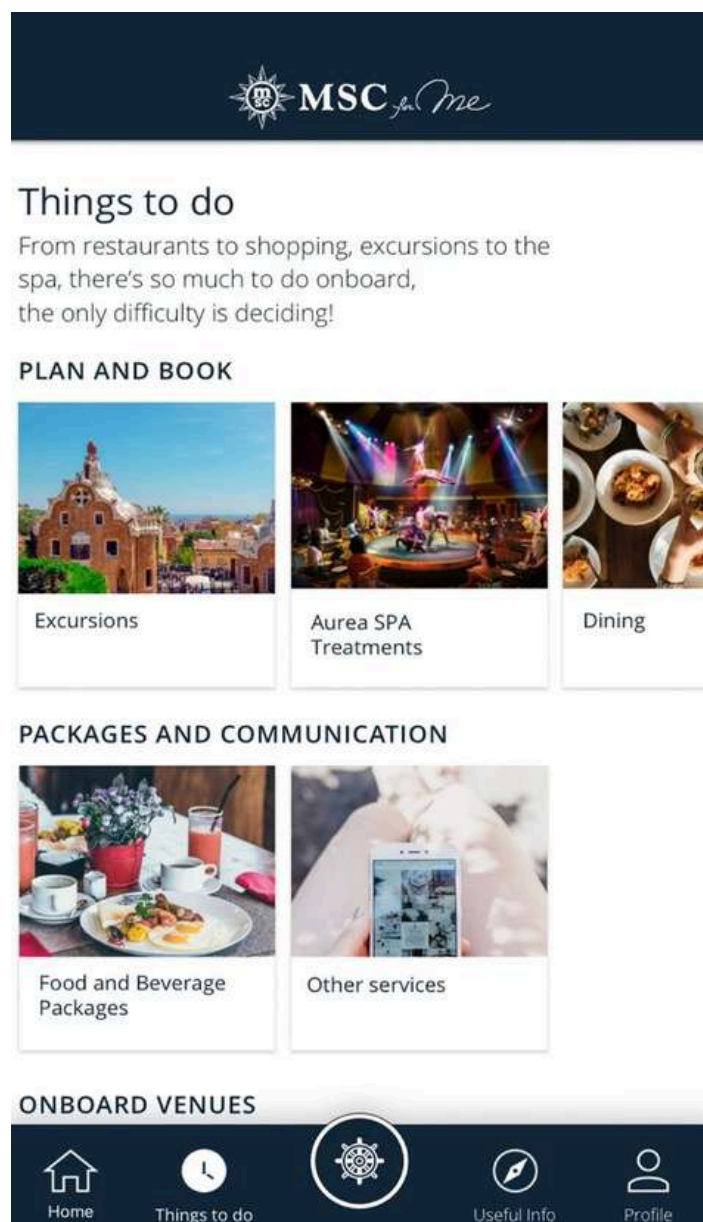 MSC for Me
Things to do
From restaurants to shopping, excursions to the
spa, there's so much to do onboard,
the only difficulty is deciding!
PLAN AND BOOK
Excursions
Aurea SPA
Treatments
Dining
PACKAGES AND COMMUNICATION
Food and Beverage
Packages
Other services
ONBOARD VENUES
Home
Things to do
Useful Info
Profile